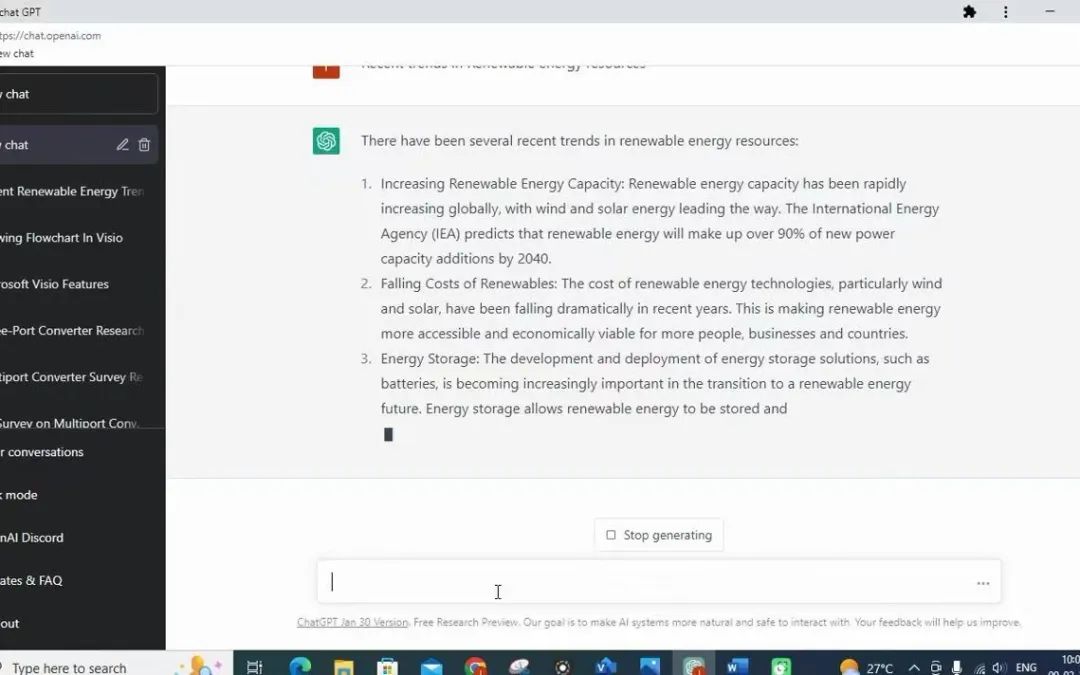 chat GPT
tps://chat.openai.com
ew chat
chat
chat
ent Renewable Energy Tren
wing Flowchart In Visio
rosoft Visio Features
e-Port Converter Research
tiport Converter Survey Re
Survey on Multiport Conv
r conversations
k mode
nAI Discord
ates & FAQ
out
Recent trends in Renewable energy resources
There have been several recent trends in renewable energy resources:
1. Increasing Renewable Energy Capacity: Renewable energy capacity has been rapidly
increasing globally, with wind and solar energy leading the way. The International Energy
Agency (IEA) predicts that renewable energy will make up over 90% of new power
capacity additions by 2040.
2. Falling Costs of Renewables: The cost of renewable energy technologies, particularly wind
and solar, have been falling dramatically in recent years. This is making renewable energy
more accessible and economically viable for more people, businesses and countries.
3. Energy Storage: The development and deployment of energy storage solutions, such as
batteries, is becoming increasingly important in the transition to a renewable energy
future. Energy storage allows renewable energy to be stored and
Stop generating
ChatGPT Jan 30 Version. Free Research Preview. Our goal is to make AI systems more natural and safe to interact with. Your feedback will help us improve.
Type here to search
27°C
ENG
10:0